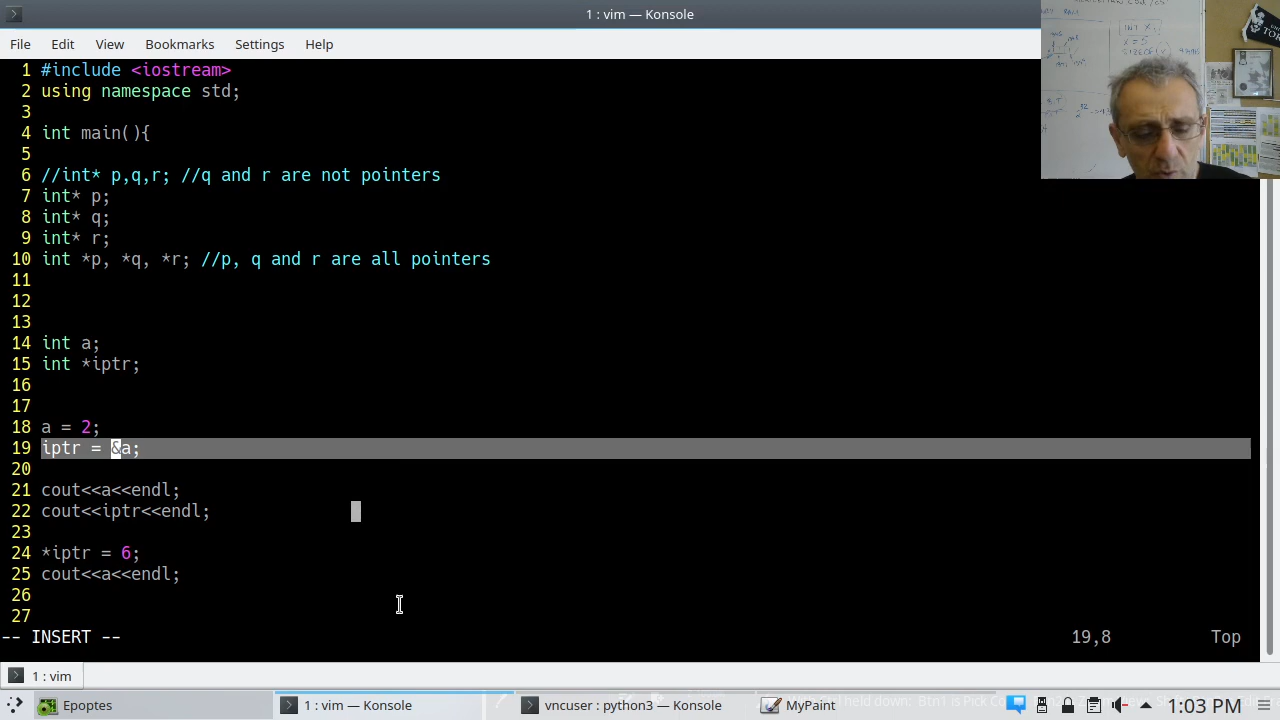 1 : vim — Konsole
File Edit View Bookmarks Settings Help
1 #include <iostream>
2 using namespace std;
3
4 int main(){
5
6 //int* p,q,r; //q and r are not pointers
7 int* p;
8 int* q;
9 int* r;
10 int *p, *q, *r; //p, q and r are all pointers
11
12
13
14 int a;
15 int *iptr;
16
17
18 a = 2;
19 iptr = &a;
20
21 cout<<a<<endl;
22 cout<<iptr<<endl;
23
24 *iptr = 6;
25 cout<<a<<endl;
26
27
-- INSERT -- 19,8 Top
1 : vim
Epoptes 1 : vim — Konsole vncuser : python3 — Konsole MyPaint 1:03 PM
INT X;
X = 5
SIZEOF(X)